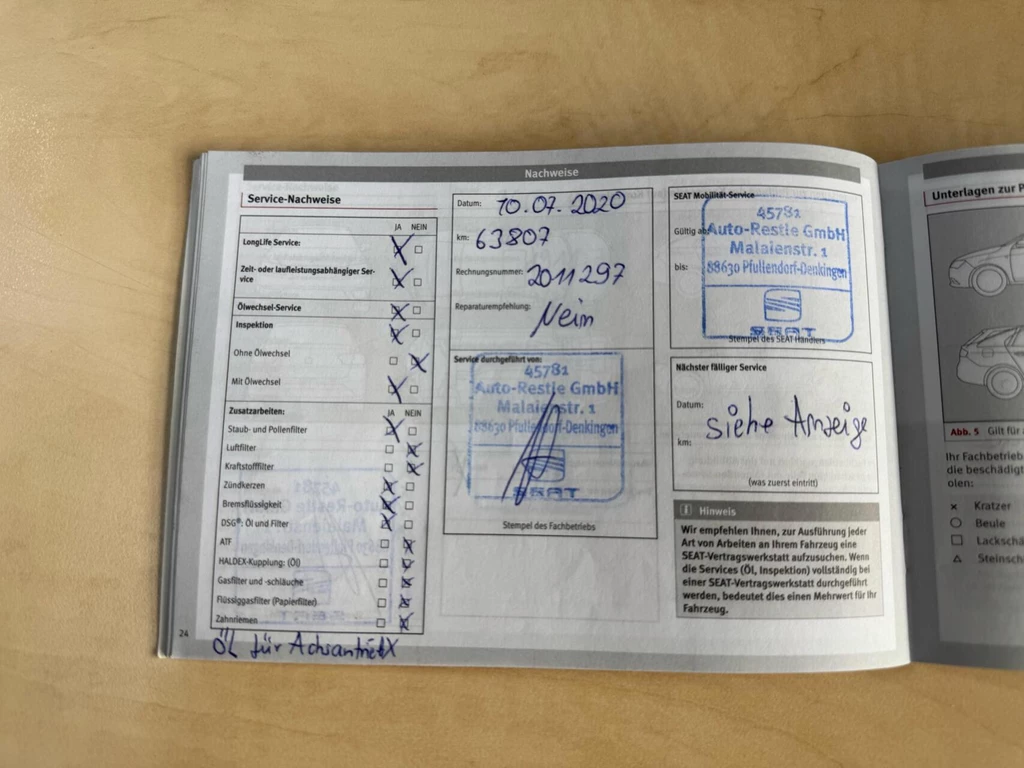 Nachweise
Service-Nachweise
JA NEIN
LongLife Service:
Zeit- oder laufleistungsabhängiger Ser-
vice
Ölwechsel-Service
Inspektion
Ohne Ölwechsel
Mit Ölwechsel
Zusatzarbeiten: JA NEIN
Staub- und Pollenfilter
Luftfilter
Kraftstofffilter
Zündkerzen
Bremsflüssigkeit
DSG®: Öl und Filter
ATF
HALDEX-Kupplung: (Öl)
Gasfilter und -schläuche
Flüssiggasfilter (Papierfilter)
Zahnriemen
24
ÖL für Achsantrieb X
Datum: 10.07.2020
km: 63807
Rechnungsnummer: 2011297
Reparaturempfehlung:
Nein
Service durchgeführt von:
45781
Auto-Restle GmbH
Malaienstr. 1
88630 Pfullendorf-Denkingen
SEAT
Stempel des Fachbetriebs
SEAT Mobilität-Service
45781
Gültig ab: Auto-Restle GmbH
Malaienstr. 1
bis: 88630 Pfullendorf-Denkingen
SEAT
Stempel des SEAT Händlers
Nächster fälliger Service
Datum:
siehe Anzeige
km:
(was zuerst eintritt)
Hinweis
Wir empfehlen Ihnen, zur Ausführung jeder
Art von Arbeiten an Ihrem Fahrzeug eine
SEAT-Vertragswerkstatt aufzusuchen. Wenn
die Services (Öl, Inspektion) vollständig bei
einer SEAT-Vertragswerkstatt durchgeführt
werden, bedeutet dies einen Mehrwert für Ihr
Fahrzeug.
Unterlagen zur
Abb. 5 Gilt für
Ihr Fachbetrieb
die beschädigt
olen:
Kratzer
Beule
Lackschä
Steinsch